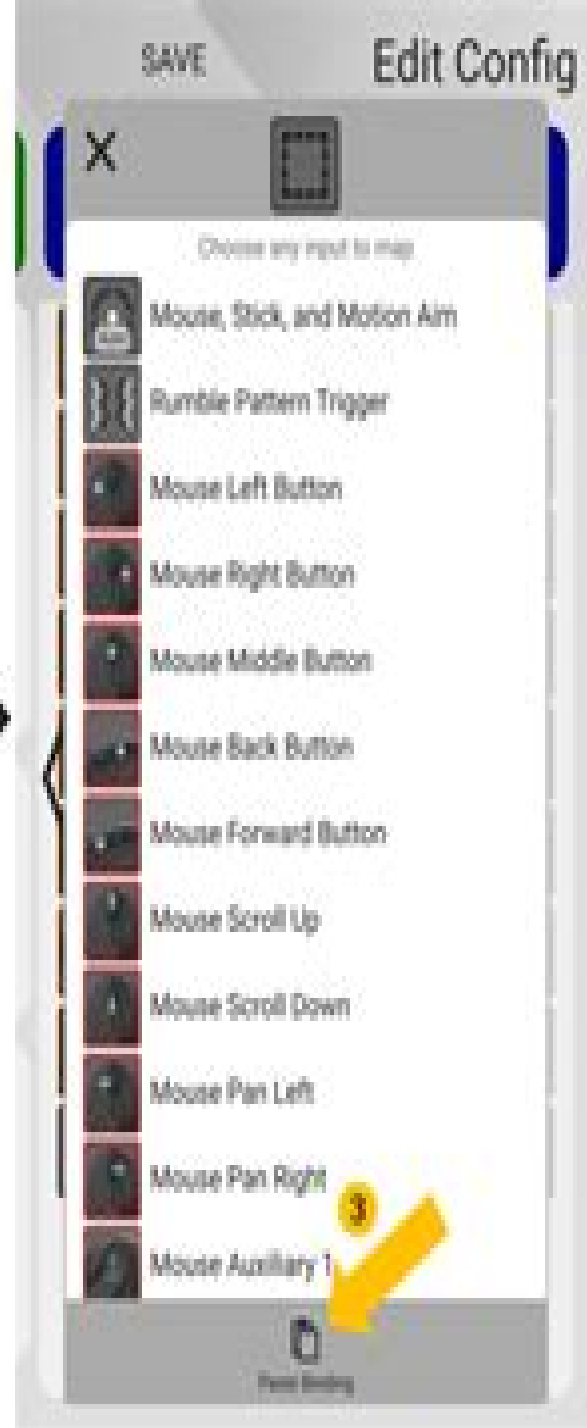 SAVE Edit Config
X
Choose any input to map
Mouse, Stick, and Motion Aim
Rumble Pattern Trigger
Mouse Left Button
Mouse Right Button
Mouse Middle Button
Mouse Back Button
Mouse Forward Button
Mouse Scroll Up
Mouse Scroll Down
Mouse Pan Left
Mouse Pan Right
3
Mouse Auxiliary 1
Paste Binding